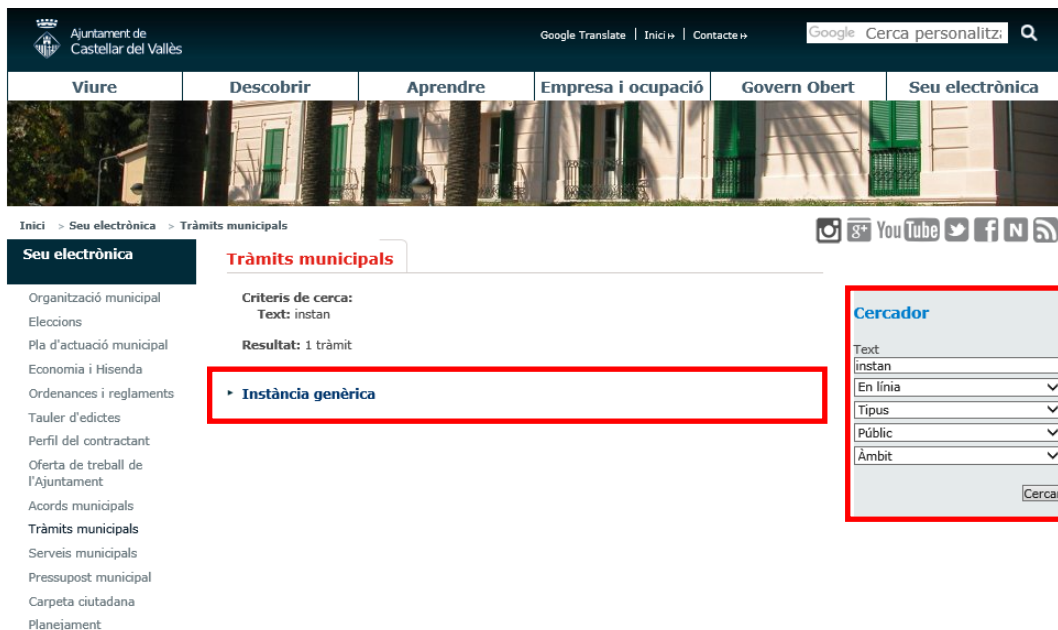 Ajuntament de
Castellar del Vallès
Google Translate | Inici | Contacte
Google Cerca personalitz
Viure Descobrir Aprendre Empresa i ocupació Govern Obert Seu electrònica
Inici > Seu electrònica > Tràmits municipals
g+ You Tube f N
Seu electrònica
Organització municipal
Eleccions
Pla d'actuació municipal
Economia i Hisenda
Ordenances i reglaments
Tauler d'edictes
Perfil del contractant
Oferta de treball de
l'Ajuntament
Acords municipals
Tràmits municipals
Serveis municipals
Pressupost municipal
Carpeta ciutadana
Planejament
Tràmits municipals
Criteris de cerca:
Text: instan
Resultat: 1 tràmit
Instància genèrica
Cercador
Text
instan
En línia
Tipus
Públic
Àmbit
Cercar